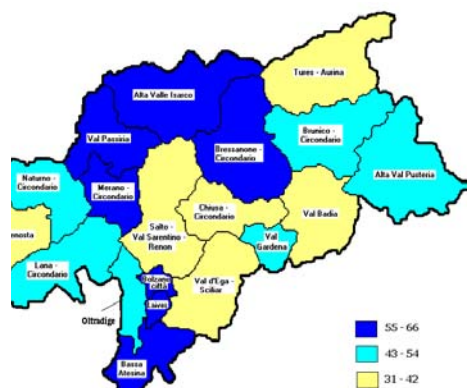 Tures - Aurina
Alta Valle Isarco
Val Passiria
Bressanone -
Circondario
Brunico -
Circondario
Alta Val Pusteria
Naturno -
Circondario
Merano -
Circondario
Chiusa -
Circondario
Val Badia
enosta
Salto -
Val Sarentino -
Renon
Val
Gardena
Lana -
Circondario
Val d'Ega-
Sciliar
Bolzano
città
Laives
Oltradige
Bassa
Atesina
55 - 66
43 - 54
31 - 42